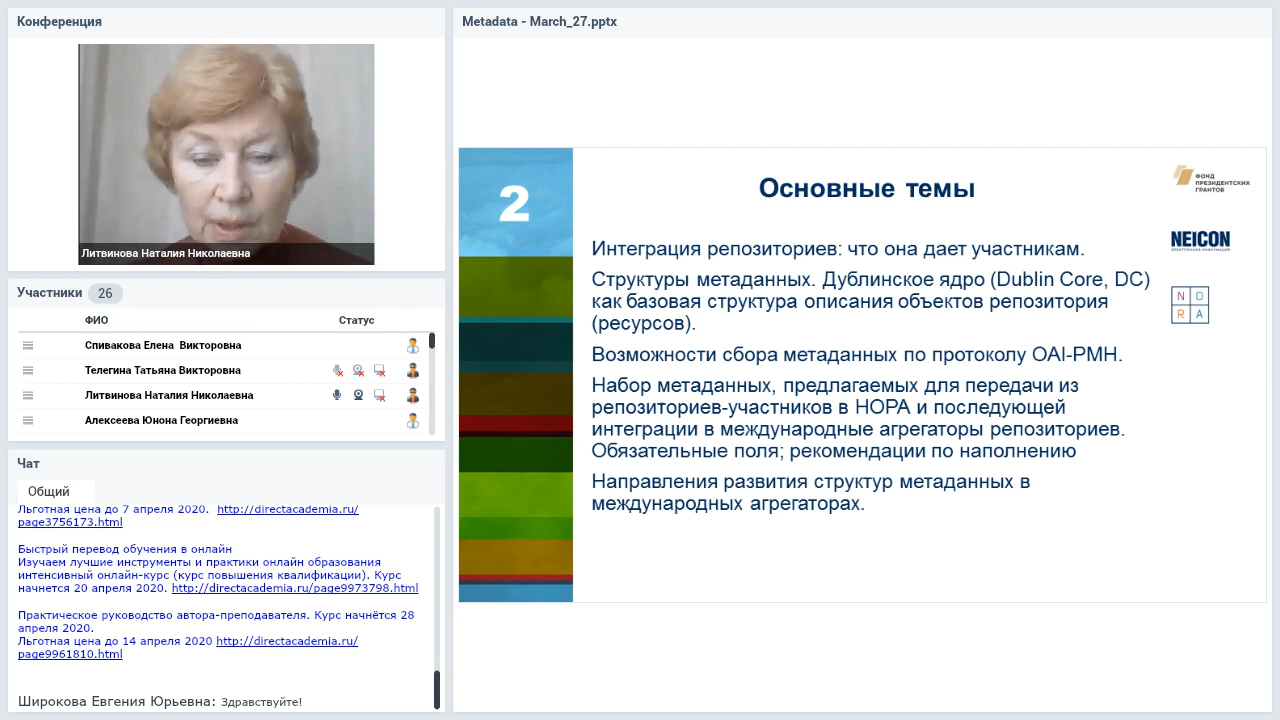 Конференция
Литвинова Наталия Николаевна
Участники 26
ФИО Статус
Спивакова Елена Викторовна
Телегина Татьяна Викторовна
Литвинова Наталия Николаевна
Алексеева Юнона Георгиевна
Чат
Общий
Льготная цена до 7 апреля 2020. http://directacademia.ru/
page3756173.html
Быстрый перевод обучения в онлайн
Изучаем лучшие инструменты и практики онлайн образования
интенсивный онлайн-курс (курс повышения квалификации). Курс
начнется 20 апреля 2020. http://directacademia.ru/page9973798.html
Практическое руководство автора-преподавателя. Курс начнётся 28
апреля 2020.
Льготная цена до 14 апреля 2020 http://directacademia.ru/
page9961810.html
Широкова Евгения Юрьевна: Здравствуйте!
Metadata - March_27.pptx
2
Основные темы
Интеграция репозиториев: что она дает участникам.
Структуры метаданных. Дублинское ядро (Dublin Core, DC)
как базовая структура описания объектов репозитория
(ресурсов).
Возможности сбора метаданных по протоколу OAI-PMH.
Набор метаданных, предлагаемых для передачи из
репозиториев-участников в НОРА и последующей
интеграции в международные агрегаторы репозиториев.
Обязательные поля; рекомендации по наполнению
Направления развития структур метаданных в
международных агрегаторах.
ФОНД
ПРЕЗИДЕНТСКИХ
ГРАНТОВ
NEICON
ЭЛЕКТРОННАЯ ИНФОРМАЦИЯ
N O
R A